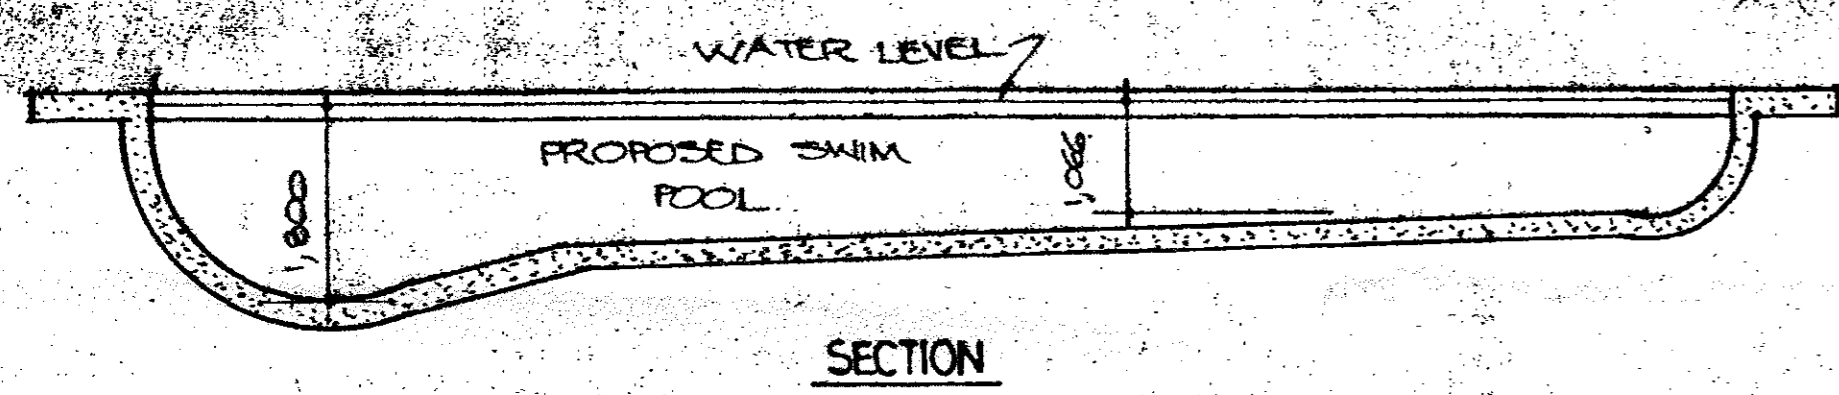 WATER LEVEL
PROPOSED SWIM
POOL.
1,800
1,066
SECTION